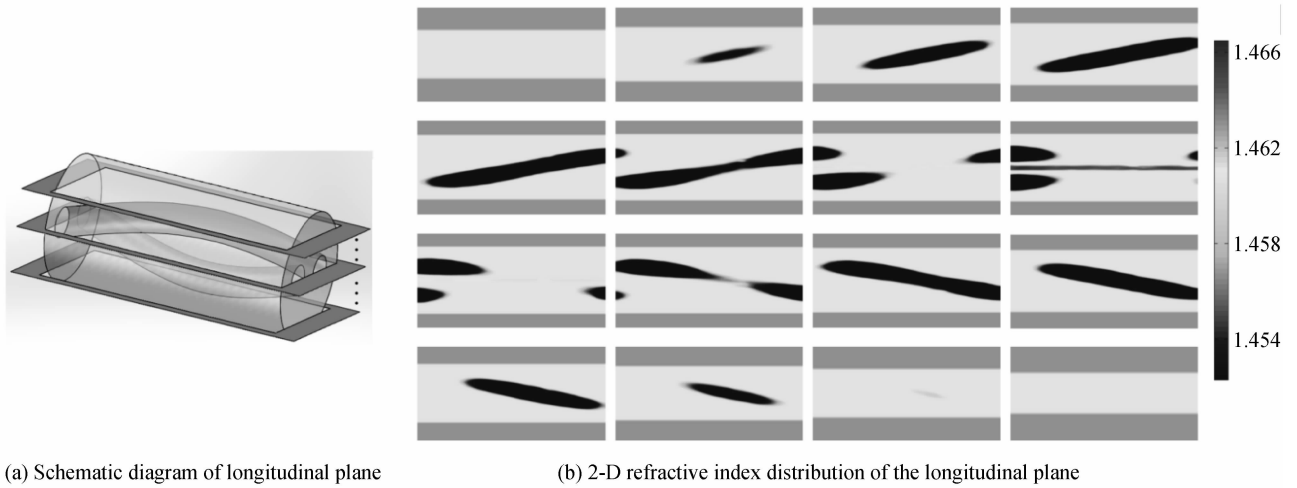 1.466
1.462
1.458
1.454
(a) Schematic diagram of longitudinal plane
(b) 2-D refractive index distribution of the longitudinal plane